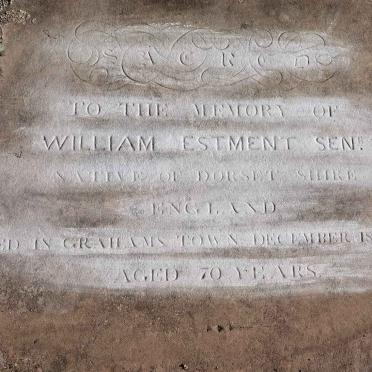 SACRED
TO THE MEMORY OF
WILLIAM ESTMENT SENR
NATIVE OF DORSET SHIRE
ENGLAND
ED IN GRAHAMS TOWN DECEMBER
AGED 70 YEARS